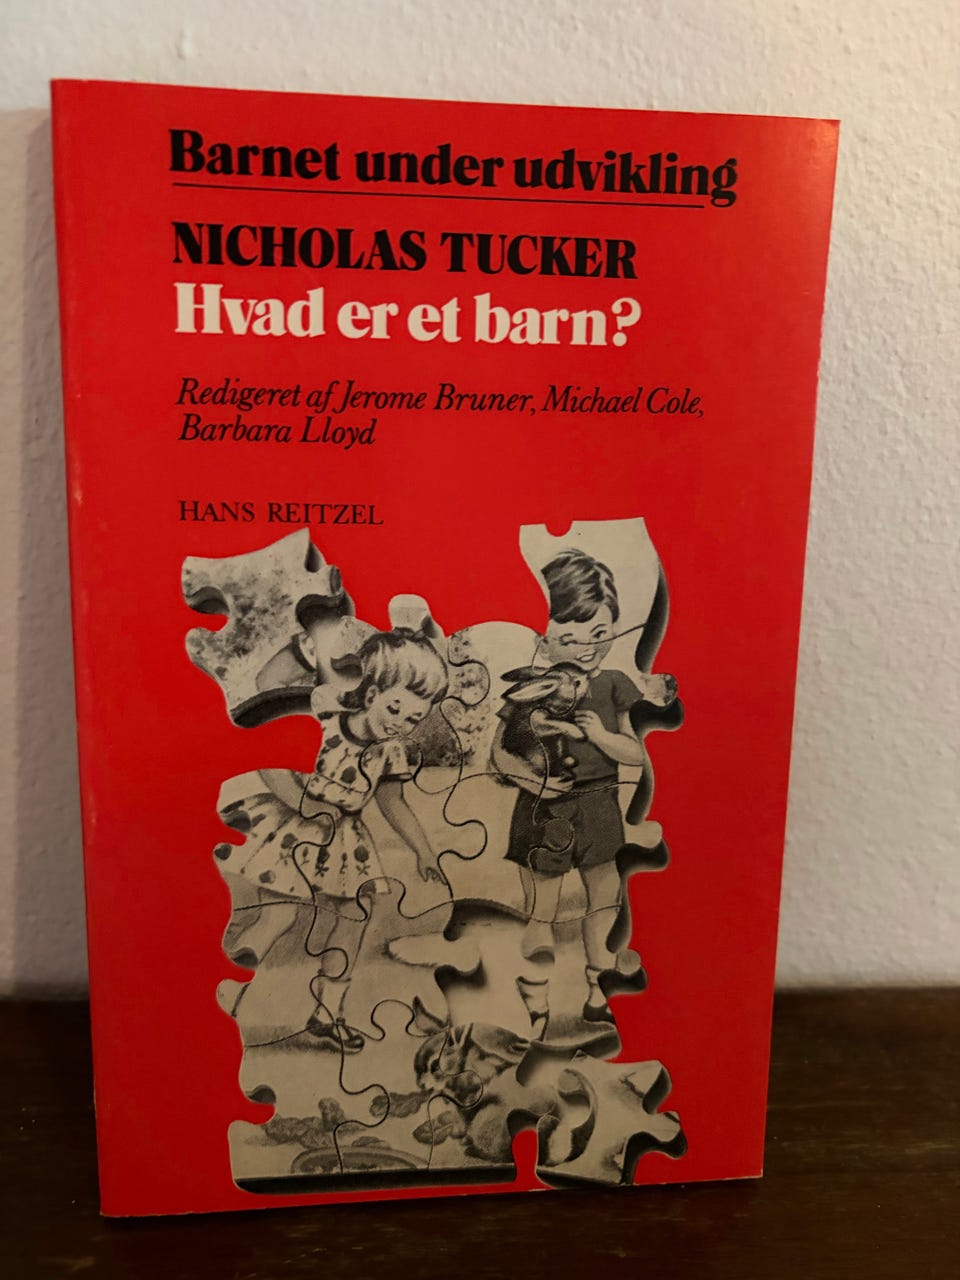 Barnet under udvikling
NICHOLAS TUCKER
Hvad er et barn?
Redigeret af Jerome Bruner, Michael Cole,
Barbara Lloyd
HANS REITZEL